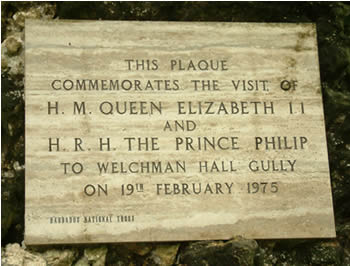 THIS PLAQUE
COMMEMORATES THE VISIT OF
H. M. QUEEN ELIZABETH II
AND
H. R. H. THE PRINCE PHILIP
TO WELCHMAN HALL GULLY
ON 19TH FEBRUARY 1975
BARBADOS NATIONAL TRUST